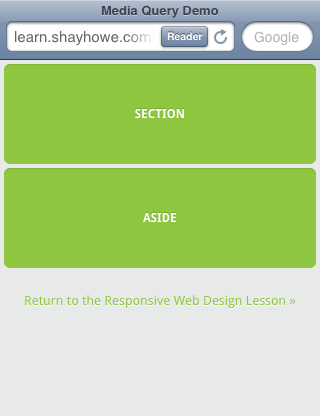 Media Query Demo
learn.shayhowe.com Reader Google
SECTION
ASIDE
Return to the Responsive Web Design Lesson »